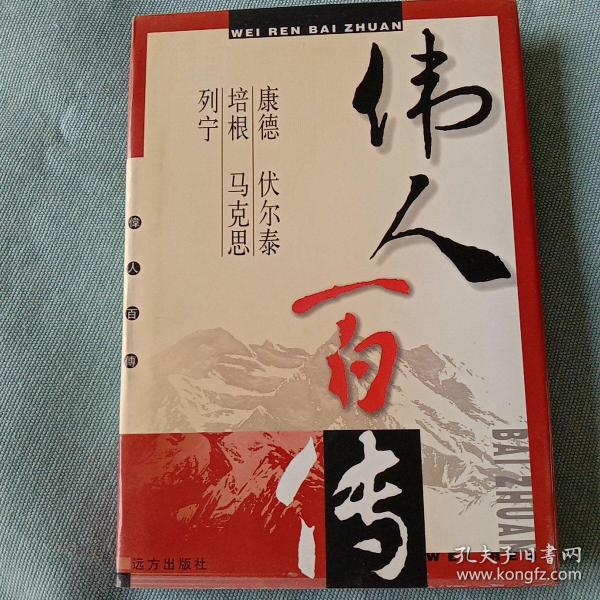 WEI REN BAI ZHUAN
伟人百传
康德 伏尔泰
培根 马克思
列宁
偉人百傳
BAI ZHUAN
远方出版社
孔夫子旧书网
www.kongfz.com